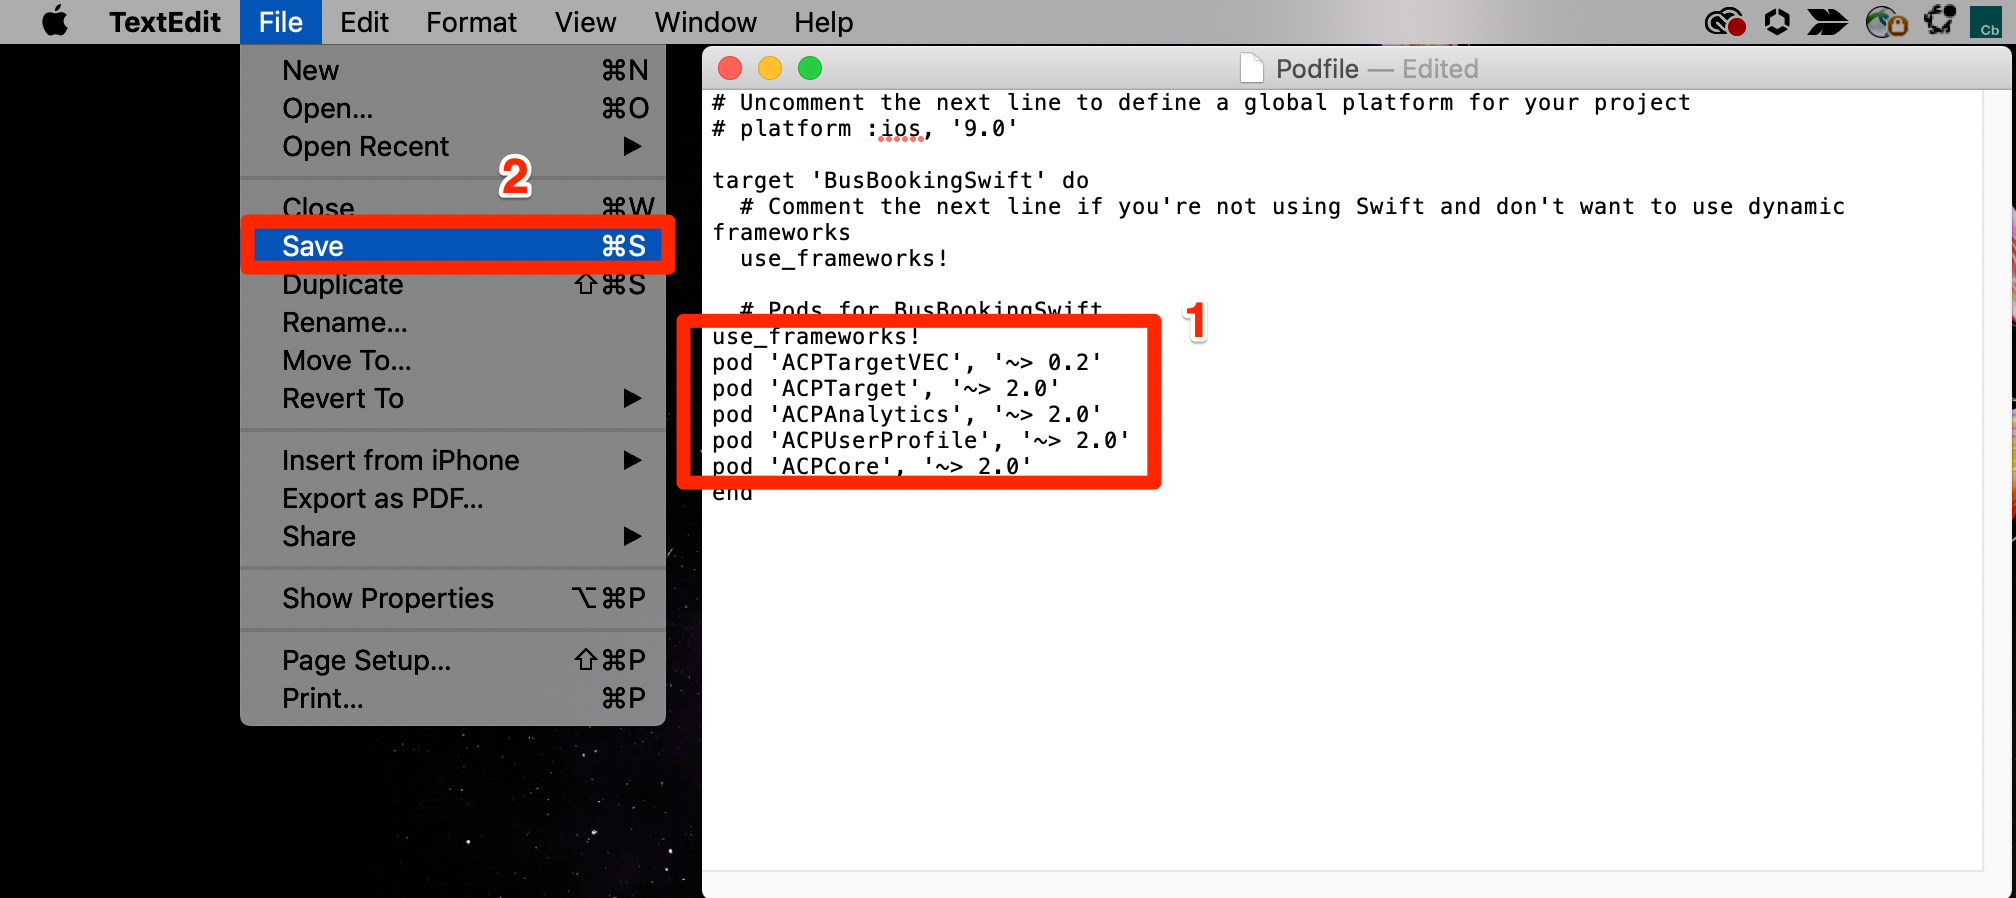 TextEdit File Edit Format View Window Help
Cb
New ⌘N
Open... ⌘O
Open Recent ▶
2
Close ⌘W
Save ⌘S
Duplicate ⇧⌘S
Rename...
Move To...
Revert To ▶
Insert from iPhone ▶
Export as PDF...
Share ▶
Show Properties ⌥⌘P
Page Setup... ⇧⌘P
Print... ⌘P
Podfile — Edited
# Uncomment the next line to define a global platform for your project
# platform :ios, '9.0'
target 'BusBookingSwift' do
# Comment the next line if you're not using Swift and don't want to use dynamic
frameworks
use_frameworks!
# Pods for BusBookingSwift
1
use_frameworks!
pod 'ACPTargetVEC', '~> 0.2'
pod 'ACPTarget', '~> 2.0'
pod 'ACPAnalytics', '~> 2.0'
pod 'ACPUserProfile', '~> 2.0'
pod 'ACPCore', '~> 2.0'
end